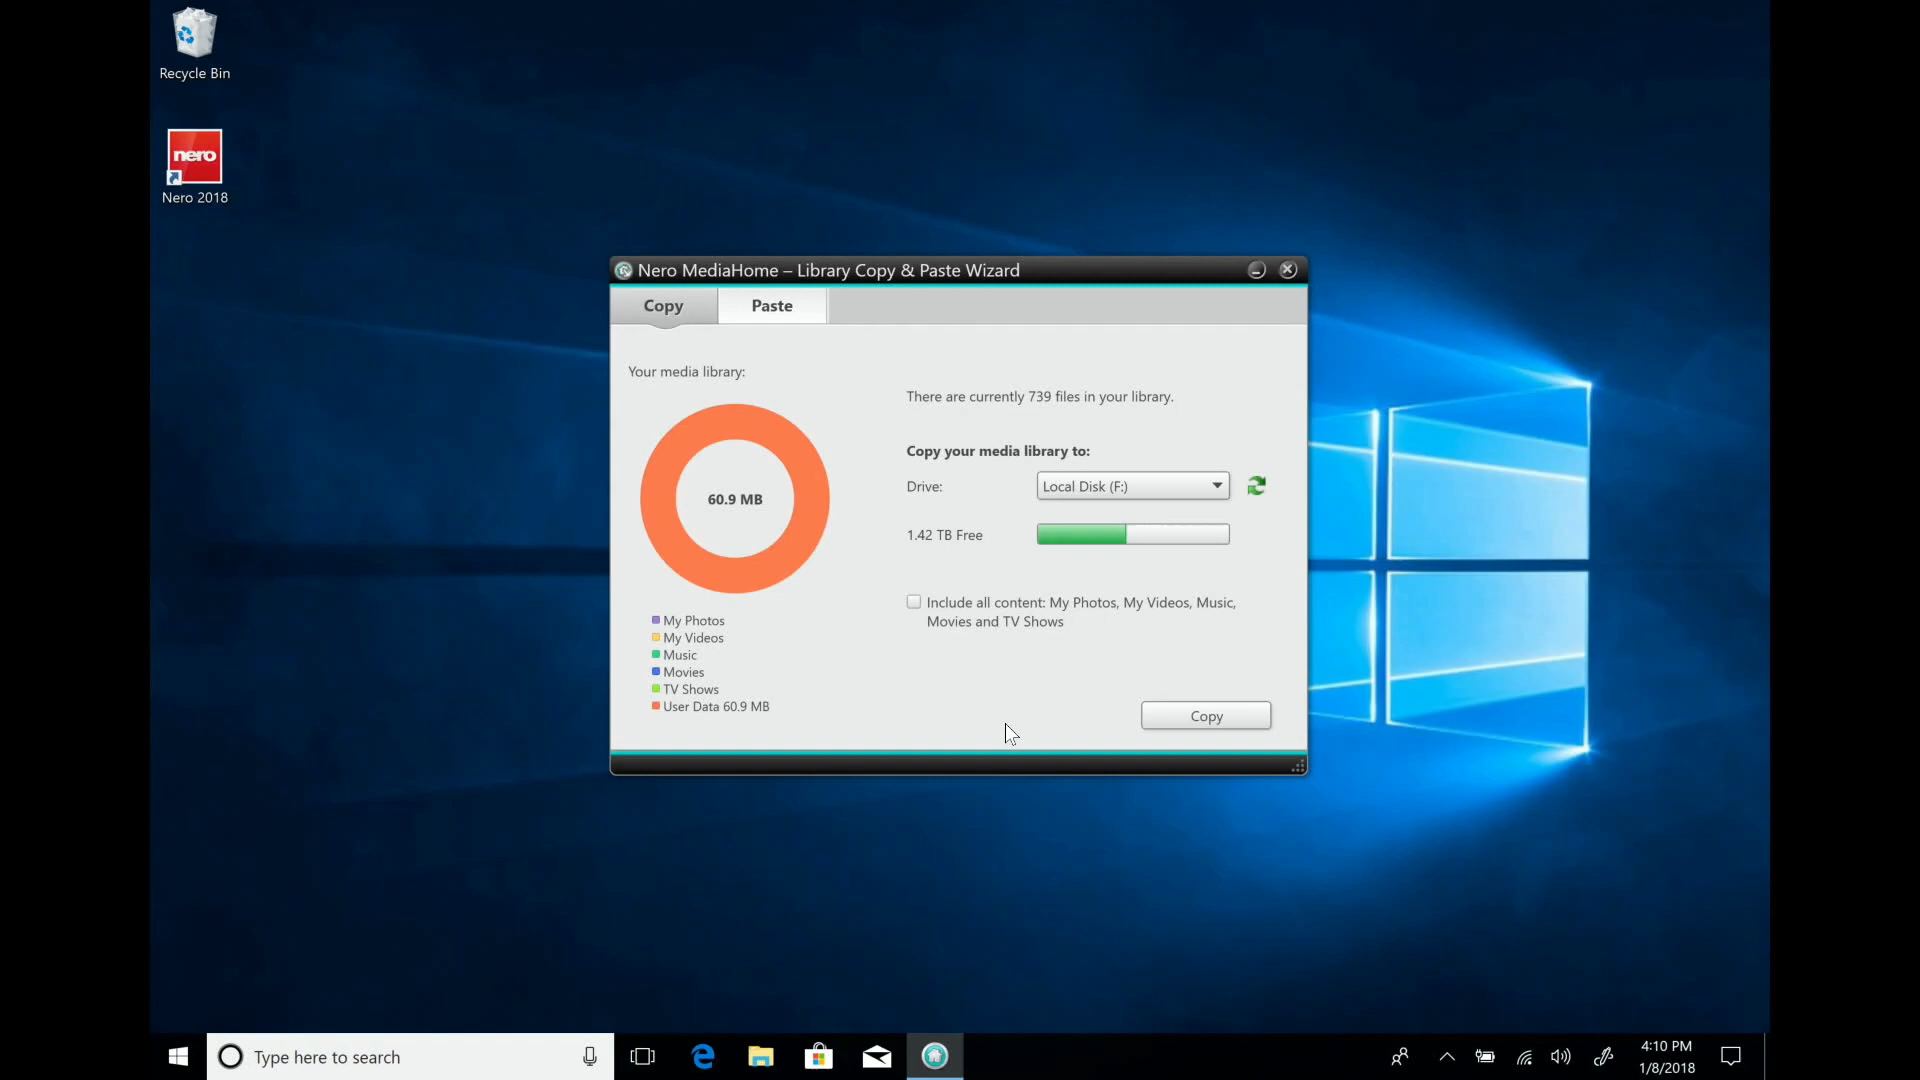 Recycle Bin
nero
Nero 2018
Nero MediaHome – Library Copy & Paste Wizard
Copy
Paste
Your media library:
60.9 MB
My Photos
My Videos
Music
Movies
TV Shows
User Data 60.9 MB
There are currently 739 files in your library.
Copy your media library to:
Drive:
Local Disk (F:)
1.42 TB Free
Include all content: My Photos, My Videos, Music,
Movies and TV Shows
Copy
Type here to search
4:10 PM
1/8/2018